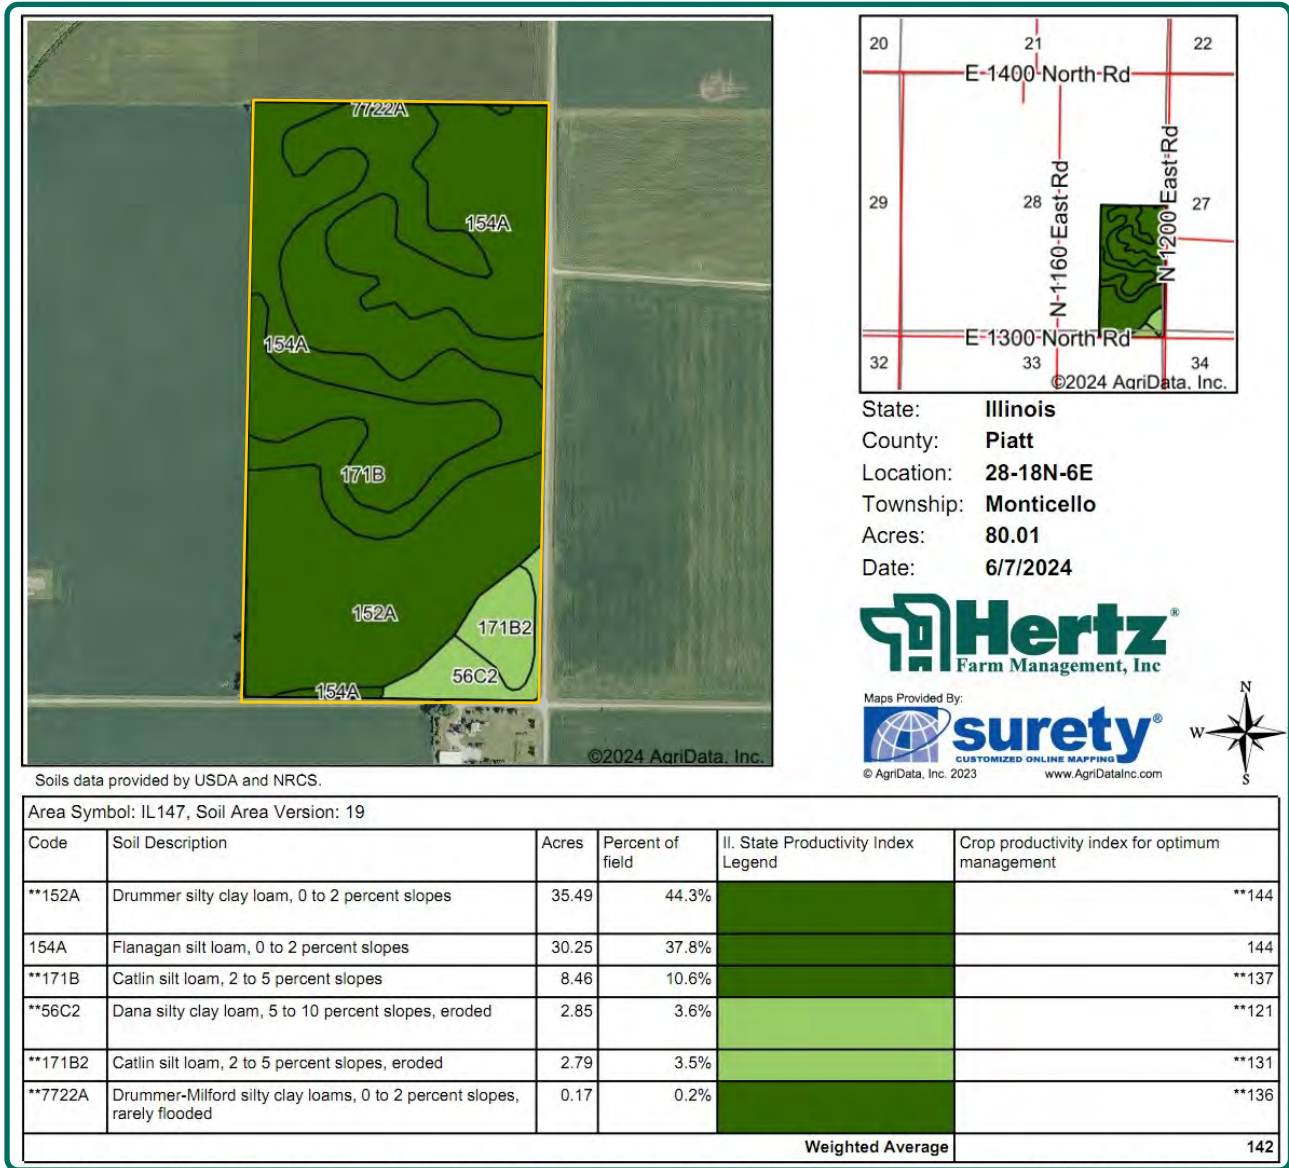 7722A
154A
154A
171B
152A
171B2
56C2
154A
©2024 AgriData, Inc.
Soils data provided by USDA and NRCS.
20
21
22
E 1400 North Rd
29
28
27
N 1160 East Rd
N 1200 East Rd
E 1300 North Rd
32
33
34
©2024 AgriData, Inc.
State: Illinois
County: Piatt
Location: 28-18N-6E
Township: Monticello
Acres: 80.01
Date: 6/7/2024
Hertz®
Farm Management, Inc
Maps Provided By:
surety®
CUSTOMIZED ONLINE MAPPING
© AgriData, Inc. 2023 www.AgriDataInc.com
N
W
S
Area Symbol: IL147, Soil Area Version: 19
Code Soil Description Acres Percent of field II. State Productivity Index Legend Crop productivity index for optimum management
**152A Drummer silty clay loam, 0 to 2 percent slopes 35.49 44.3% **144
154A Flanagan silt loam, 0 to 2 percent slopes 30.25 37.8% 144
**171B Catlin silt loam, 2 to 5 percent slopes 8.46 10.6% **137
**56C2 Dana silty clay loam, 5 to 10 percent slopes, eroded 2.85 3.6% **121
**171B2 Catlin silt loam, 2 to 5 percent slopes, eroded 2.79 3.5% **131
**7722A Drummer-Milford silty clay loams, 0 to 2 percent slopes, rarely flooded 0.17 0.2% **136
Weighted Average 142